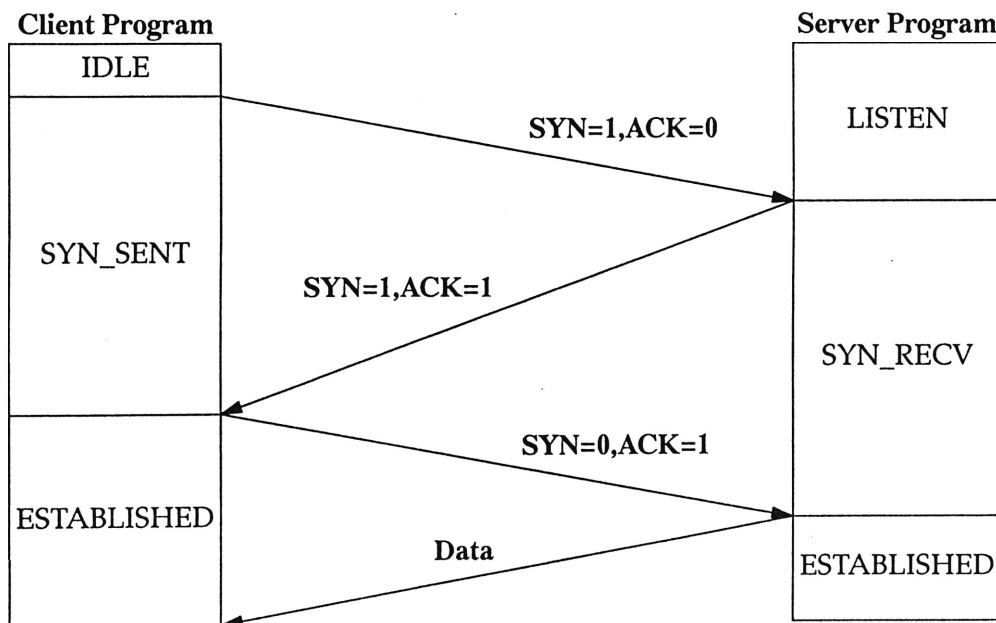 Client Program
Server Program
IDLE
LISTEN
SYN=1,ACK=0
SYN_SENT
SYN=1,ACK=1
SYN_RECV
SYN=0,ACK=1
ESTABLISHED
Data
ESTABLISHED